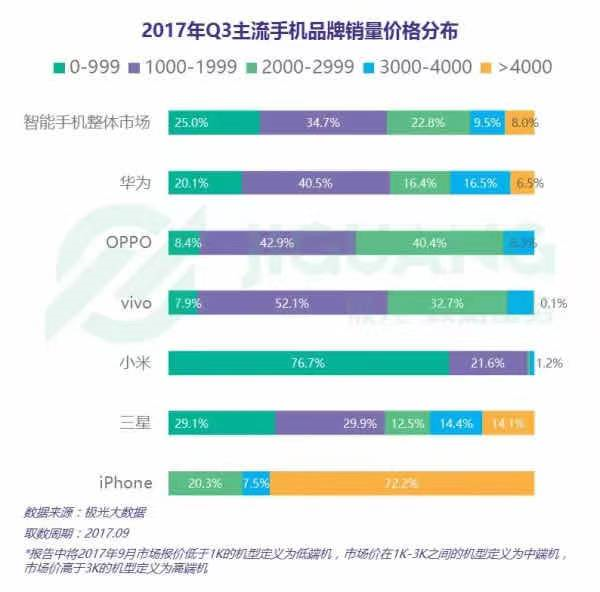 2017年Q3主流手机品牌销量价格分布
0-999 1000-1999 2000-2999 3000-4000 >4000
智能手机整体市场 25.0% 34.7% 22.8% 9.5% 8.0%
华为 20.1% 40.5% 16.4% 16.5% 6.5%
OPPO 8.4% 42.9% 40.4% 8.3%
vivo 7.9% 52.1% 32.7% 0.1%
小米 76.7% 21.6% 1.2%
三星 29.1% 29.9% 12.5% 14.4% 14.1%
iPhone 20.3% 7.5% 72.2%
JIGUANG
数据来源：极光大数据
取数周期：2017.09
*报告中将2017年9月市场报价低于1K的机型定义为低端机，市场价在1K-3K之间的机型定义为中端机，
市场价高于3K的机型定义为高端机